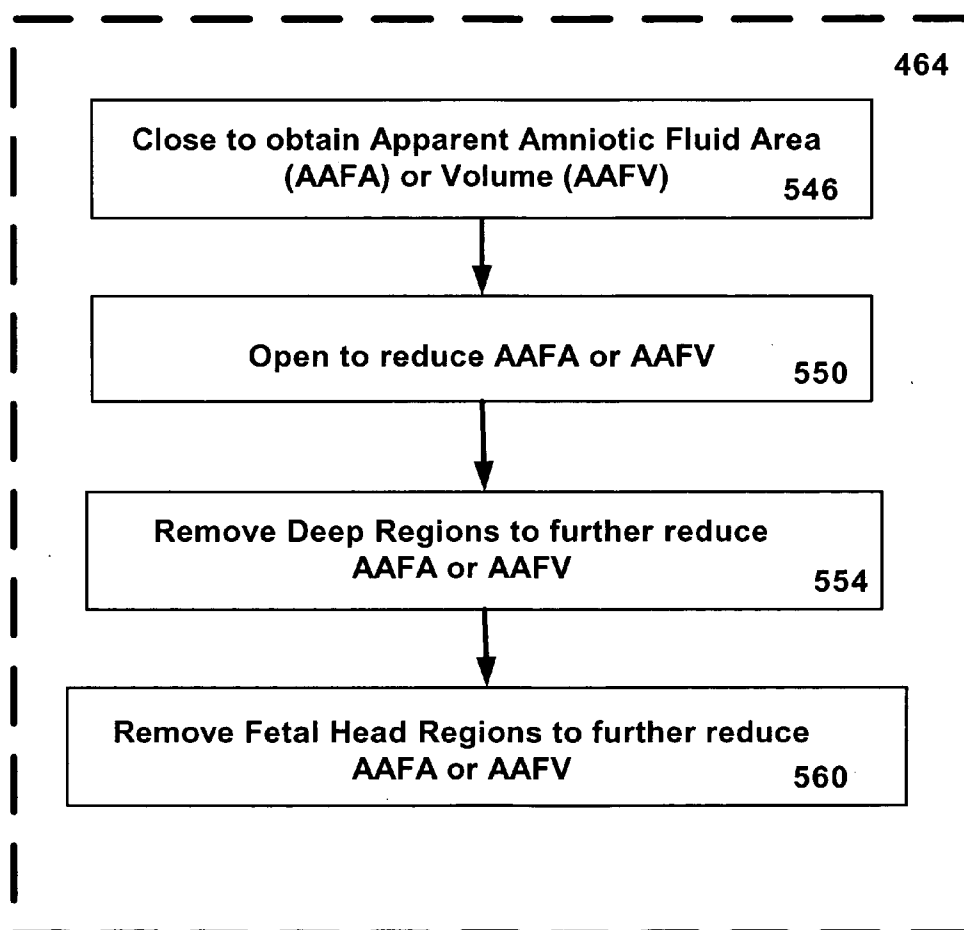 464
Close to obtain Apparent Amniotic Fluid Area
(AAFA) or Volume (AAFV)
546
Open to reduce AAFA or AAFV
550
Remove Deep Regions to further reduce
AAFA or AAFV
554
Remove Fetal Head Regions to further reduce
AAFA or AAFV
560